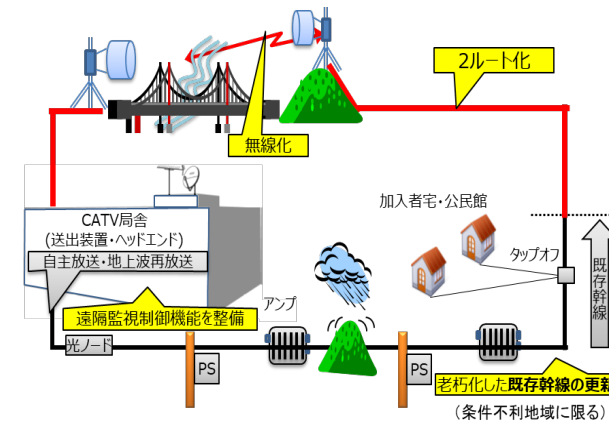 2ルート化
無線化
CATV局舎
(送出装置・ヘッドエンド)
自主放送・地上波再放送
遠隔監視制御機能を整備
加入者宅・公民館
タップオフ
既存幹線
アンプ
光ノード
PS
PS
老朽化した既存幹線の更新
(条件不利地域に限る)